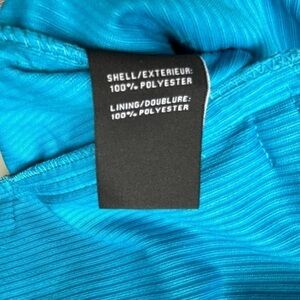 SHELL/EXTERIEUR:
100% POLYESTER
LINING/DOUBLURE:
100% POLYESTER